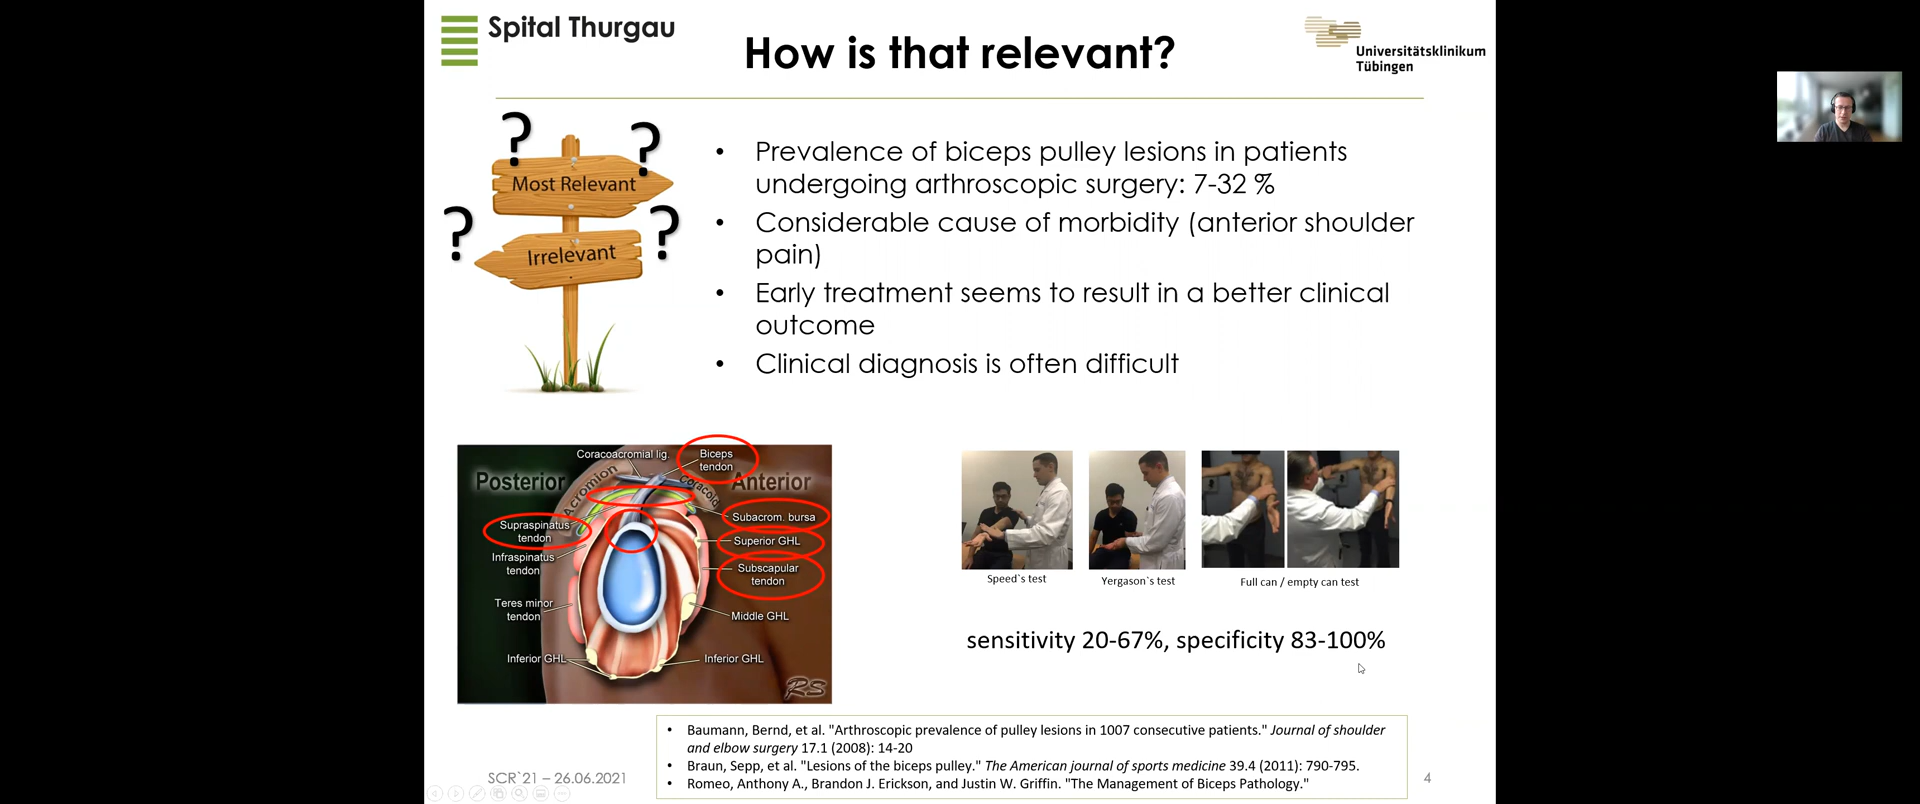 Spital Thurgau
How is that relevant?
Universitätsklinikum
Tübingen
? ?
Most Relevant
? ?
Irrelevant
• Prevalence of biceps pulley lesions in patients
undergoing arthroscopic surgery: 7-32 %
• Considerable cause of morbidity (anterior shoulder
pain)
• Early treatment seems to result in a better clinical
outcome
• Clinical diagnosis is often difficult
Coracoacromial lig.
Biceps
tendon
Posterior
Acromion
Coracoid
Anterior
Supraspinatus
tendon
Subacrom. bursa
Infraspinatus
tendon
Superior GHL
Subscapular
tendon
Teres minor
tendon
Middle GHL
Inferior GHL
Inferior GHL
RS
Speed`s test
Yergason`s test
Full can / empty can test
sensitivity 20-67%, specificity 83-100%
• Baumann, Bernd, et al. "Arthroscopic prevalence of pulley lesions in 1007 consecutive patients." Journal of shoulder
and elbow surgery 17.1 (2008): 14-20
• Braun, Sepp, et al. "Lesions of the biceps pulley." The American journal of sports medicine 39.4 (2011): 790-795.
• Romeo, Anthony A., Brandon J. Erickson, and Justin W. Griffin. "The Management of Biceps Pathology."
SCR`21 – 26.06.2021
4